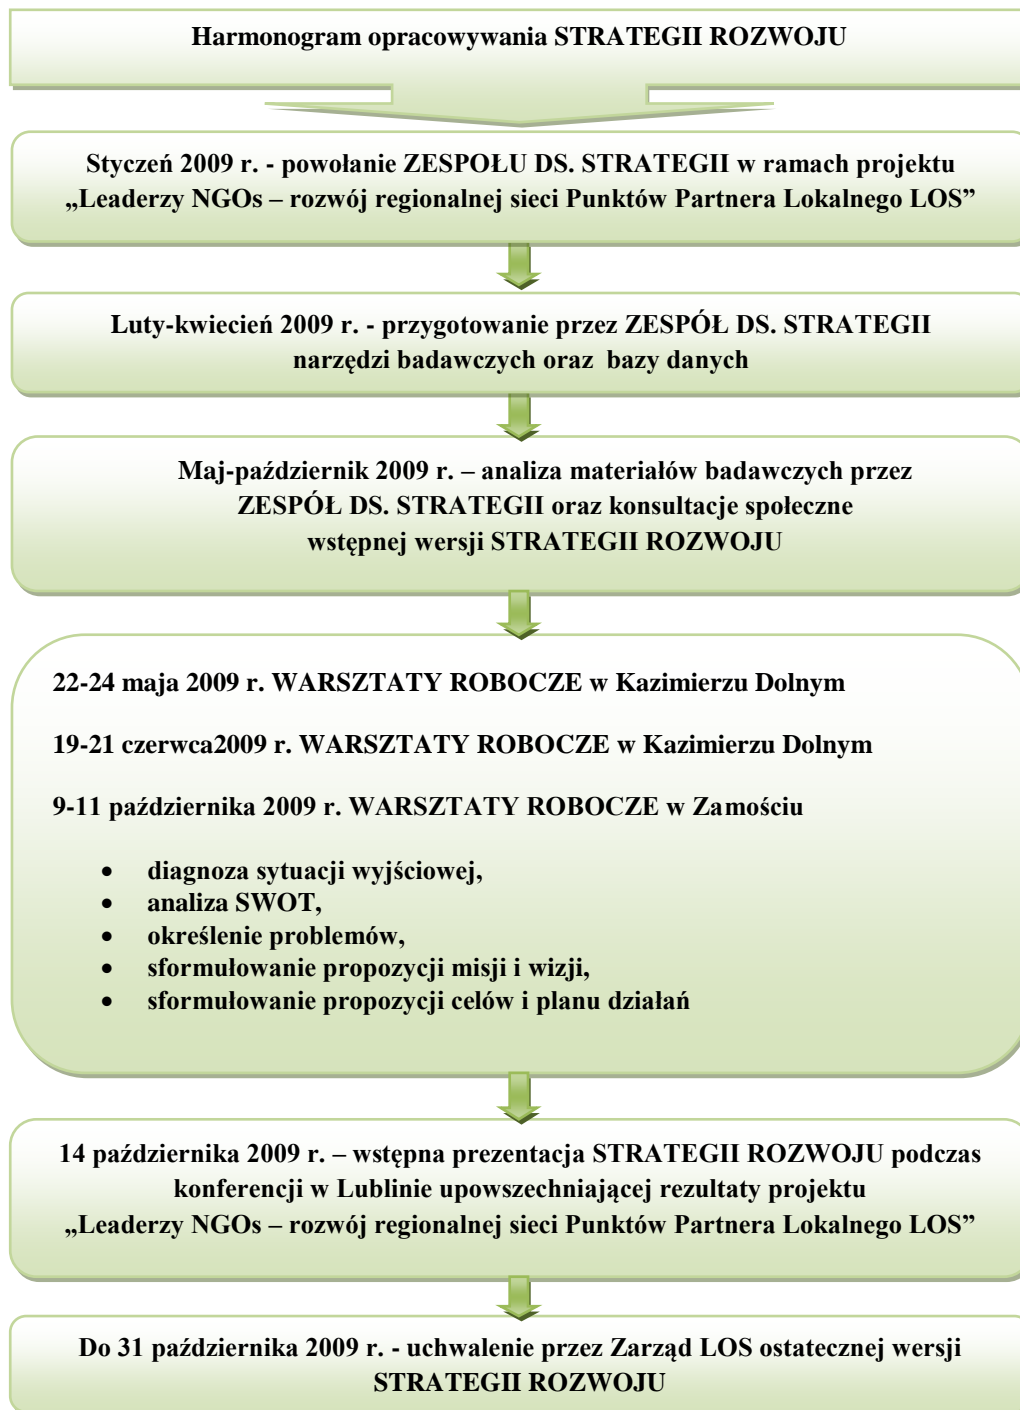 Harmonogram opracowywania STRATEGII ROZWOJU
Styczeń 2009 r. - powołanie ZESPOŁU DS. STRATEGII w ramach projektu
„Leaderzy NGOs – rozwój regionalnej sieci Punktów Partnera Lokalnego LOS”
Luty-kwiecień 2009 r. - przygotowanie przez ZESPÓŁ DS. STRATEGII
narzędzi badawczych oraz bazy danych
Maj-październik 2009 r. – analiza materiałów badawczych przez
ZESPÓŁ DS. STRATEGII oraz konsultacje społeczne
wstępnej wersji STRATEGII ROZWOJU
22-24 maja 2009 r. WARSZTATY ROBOCZE w Kazimierzu Dolnym
19-21 czerwca2009 r. WARSZTATY ROBOCZE w Kazimierzu Dolnym
9-11 października 2009 r. WARSZTATY ROBOCZE w Zamościu
• diagnoza sytuacji wyjściowej,
• analiza SWOT,
• określenie problemów,
• sformułowanie propozycji misji i wizji,
• sformułowanie propozycji celów i planu działań
14 października 2009 r. – wstępna prezentacja STRATEGII ROZWOJU podczas
konferencji w Lublinie upowszechniającej rezultaty projektu
„Leaderzy NGOs – rozwój regionalnej sieci Punktów Partnera Lokalnego LOS”
Do 31 października 2009 r. - uchwalenie przez Zarząd LOS ostatecznej wersji
STRATEGII ROZWOJU